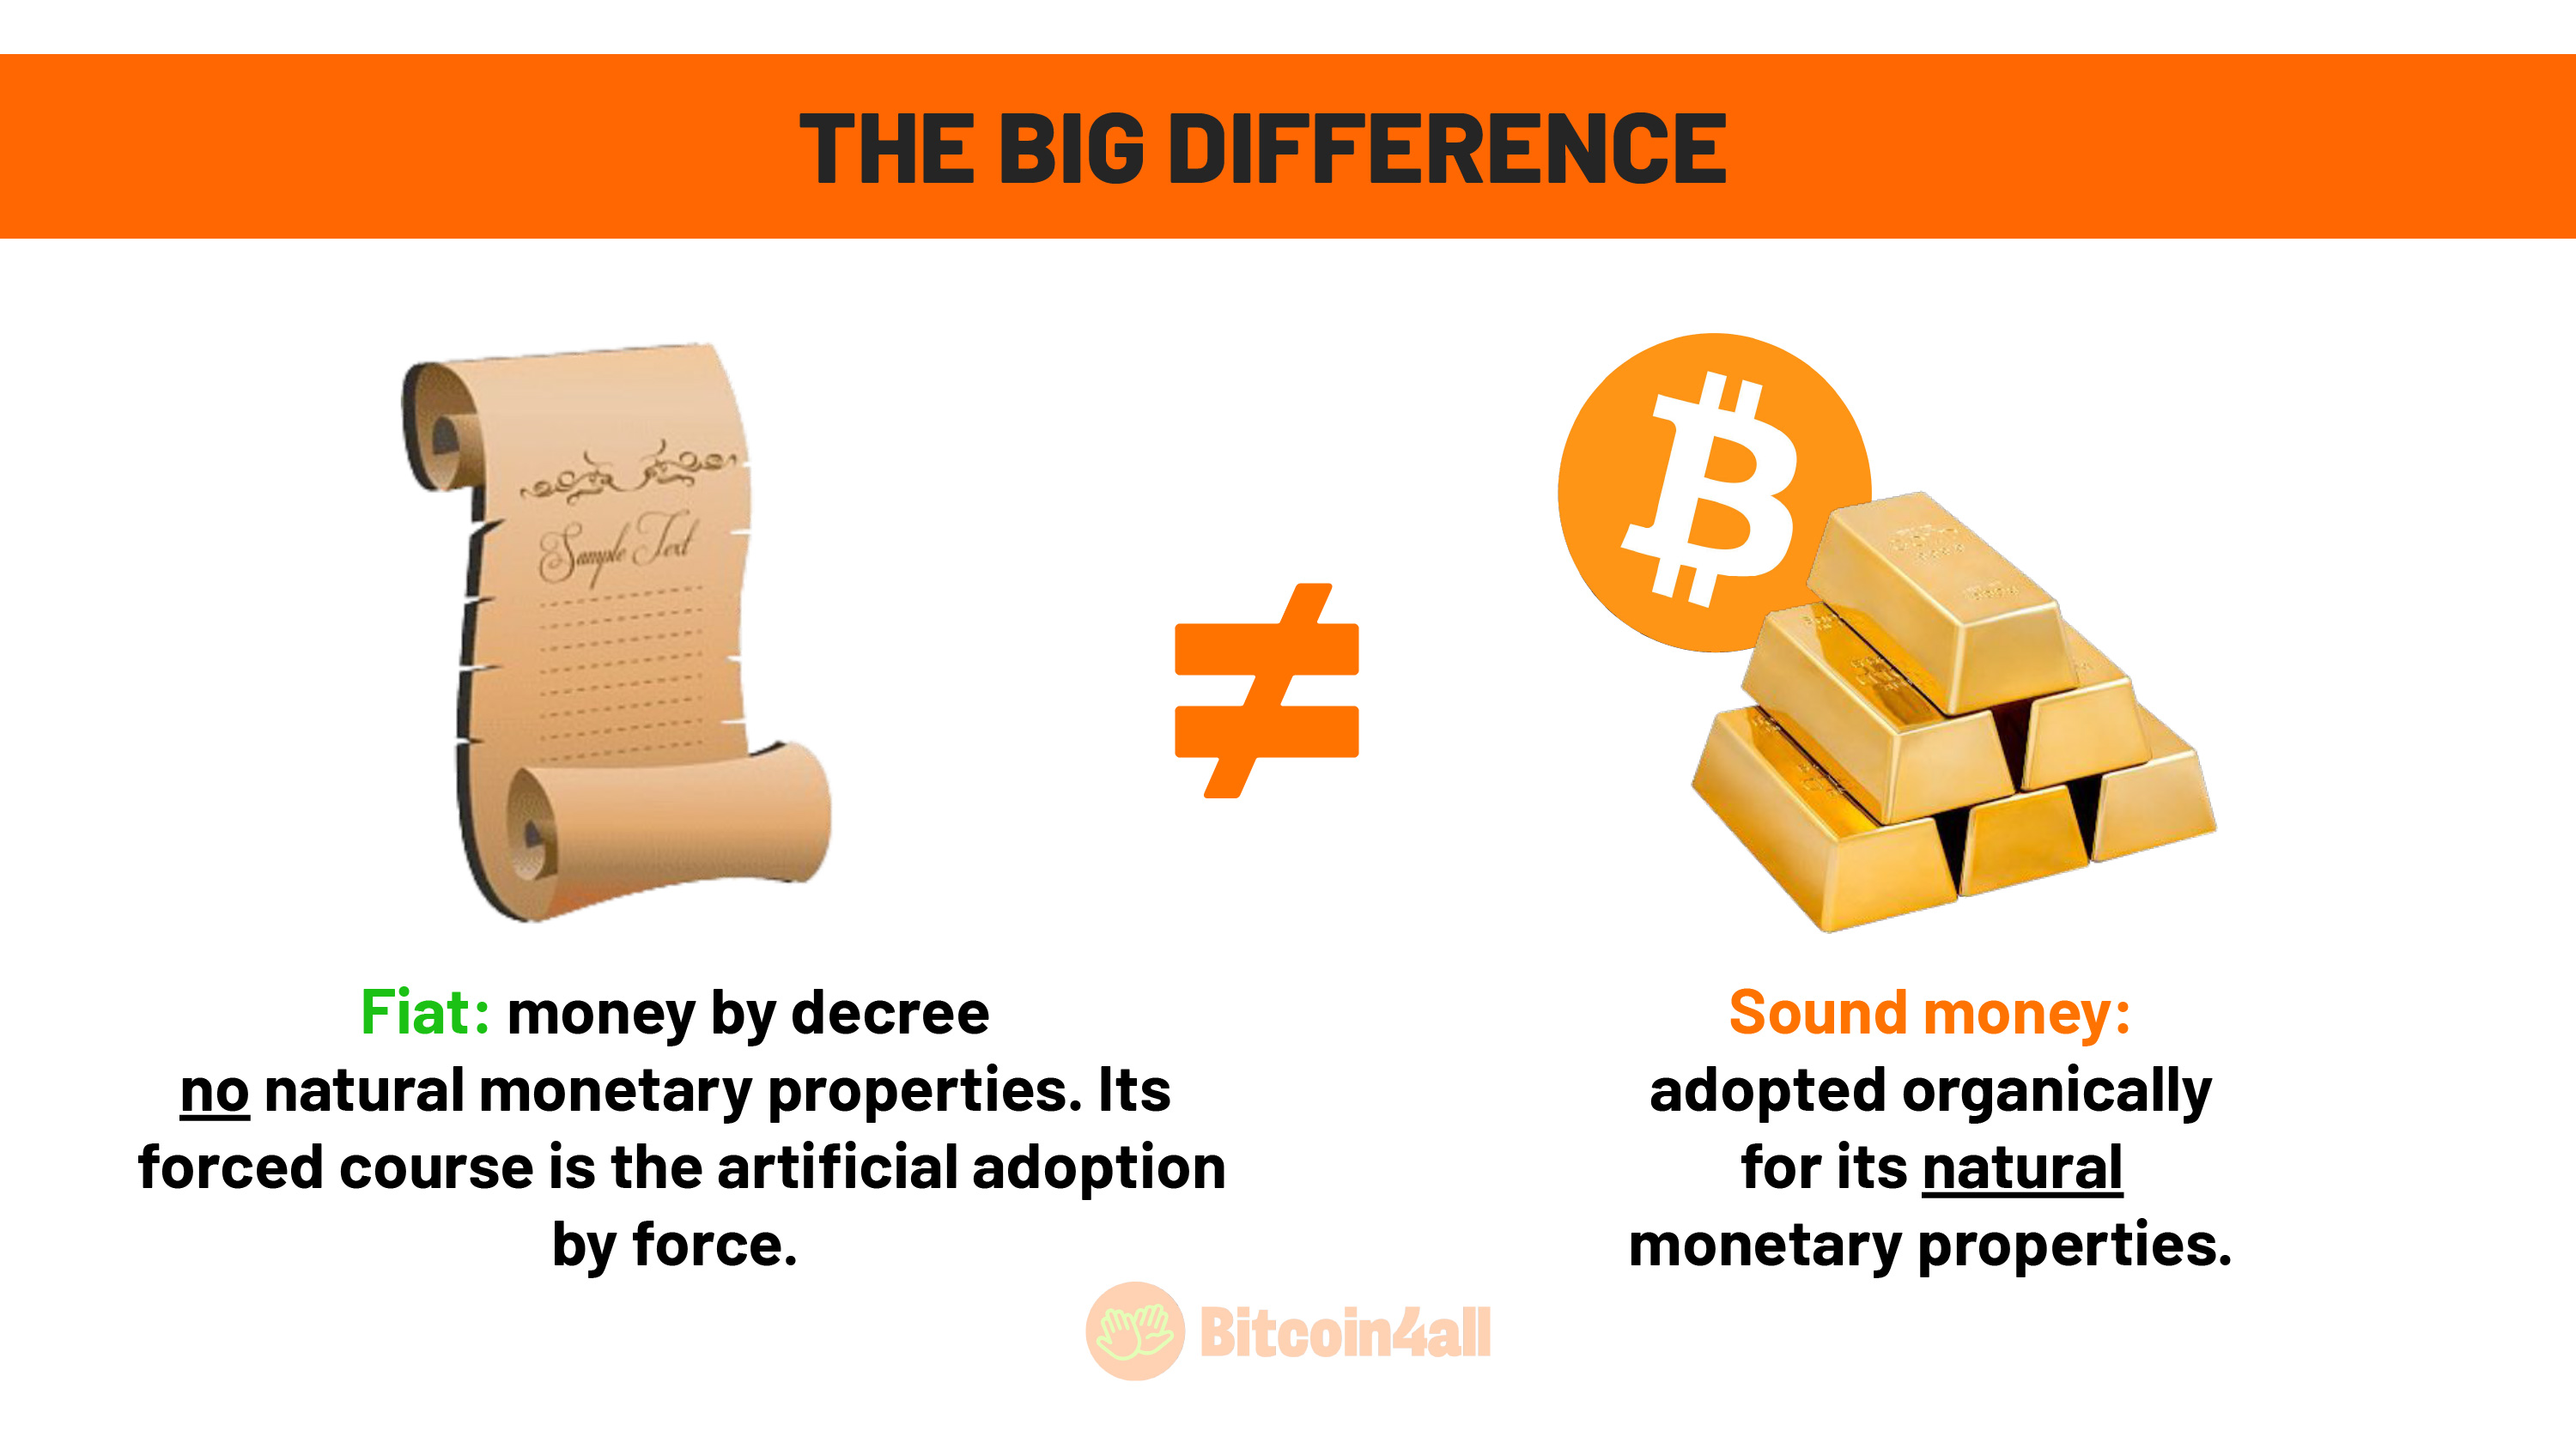 THE BIG DIFFERENCE
Sample Text
Fiat: money by decree
no natural monetary properties. Its
forced course is the artificial adoption
by force.
Sound money:
adopted organically
for its natural
monetary properties.
Bitcoin4all